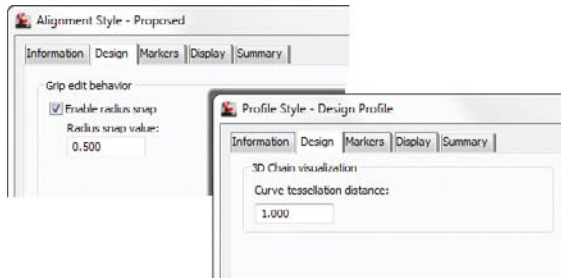 Alignment Style - Proposed
Information Design Markers Display Summary
Grip edit behavior
Enable radius snap
Radius snap value:
0.500
Profile Style - Design Profile
Information Design Markers Display Summary
3D Chain visualization
Curve tessellation distance:
1.000